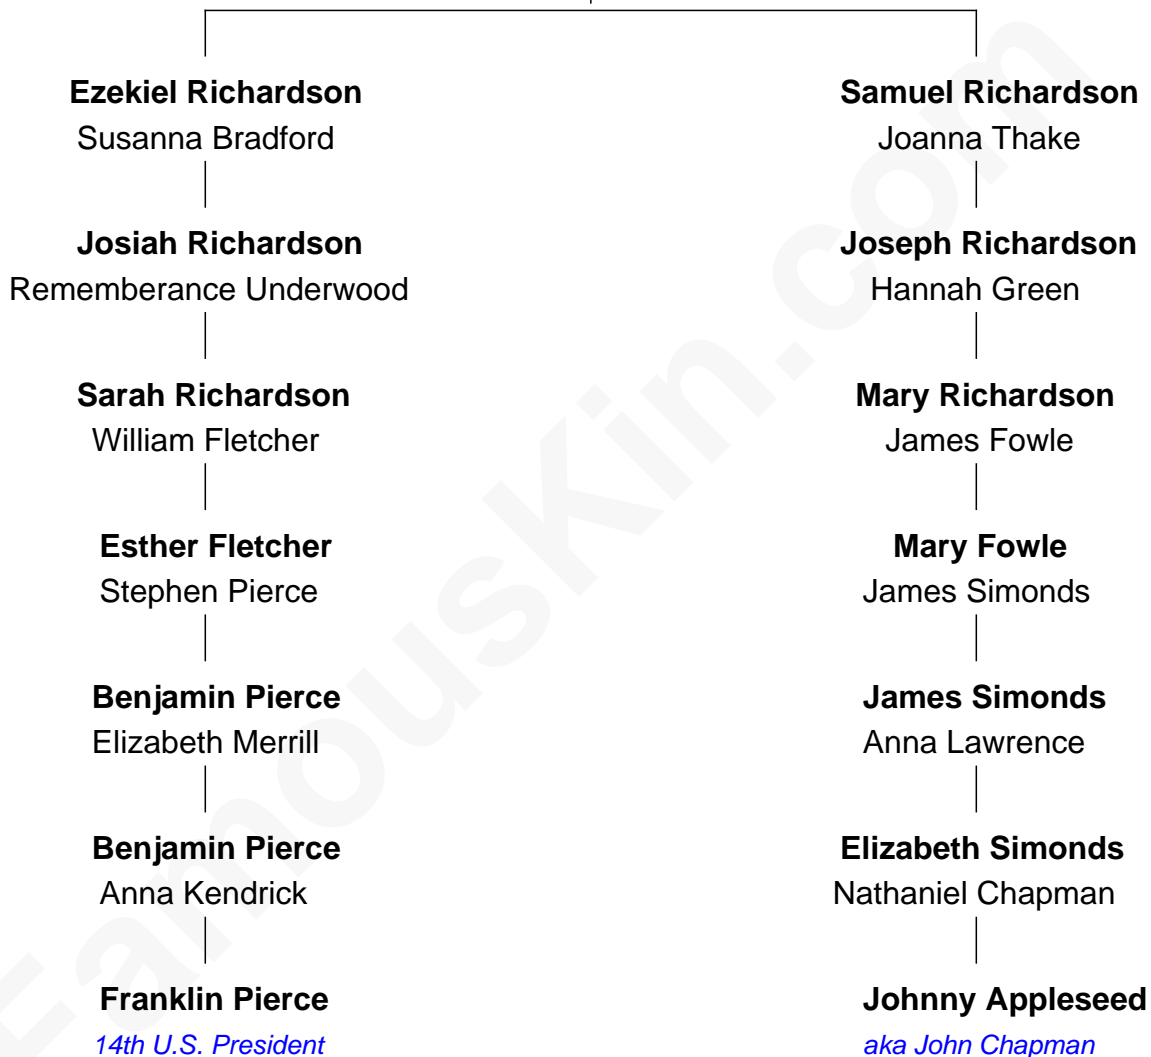 Ezekiel Richardson
Susanna Bradford
Josiah Richardson
Rememberance Underwood
Sarah Richardson
William Fletcher
Esther Fletcher
Stephen Pierce
Benjamin Pierce
Elizabeth Merrill
Benjamin Pierce
Anna Kendrick
Franklin Pierce
14th U.S. President
Samuel Richardson
Joanna Thake
Joseph Richardson
Hannah Green
Mary Richardson
James Fowle
Mary Fowle
James Simonds
James Simonds
Anna Lawrence
Elizabeth Simonds
Nathaniel Chapman
Johnny Appleseed
aka John Chapman
FamousKin.com